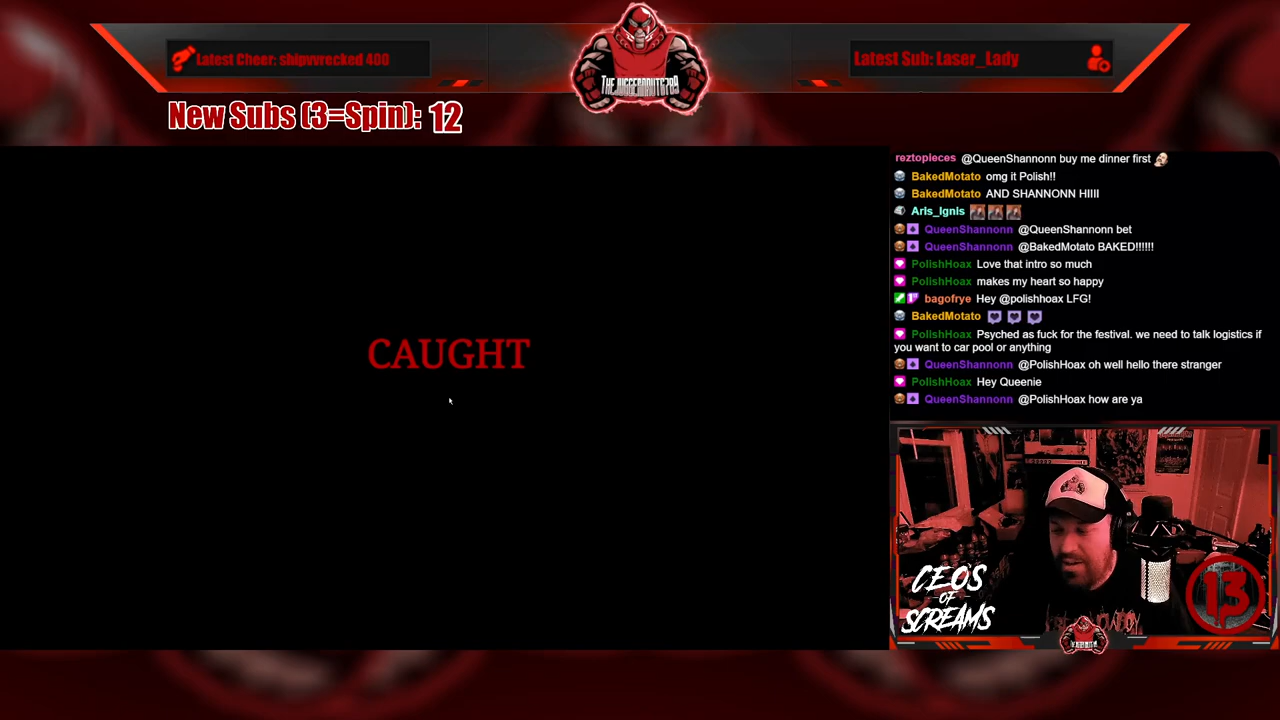 Latest Cheer: shipvvrecked 400
THEJUGGERNAUT6789
Latest Sub: Laser_Lady
New Subs (3=Spin): 12
reztopieces @QueenShannonn buy me dinner first
BakedMotato omg it Polish!!
BakedMotato AND SHANNONN HIIII
Aris_Ignis
QueenShannonn @QueenShannonn bet
QueenShannonn @BakedMotato BAKED!!!!!!
PolishHoax Love that intro so much
PolishHoax makes my heart so happy
bagofrye Hey @polishhoax LFG!
BakedMotato
PolishHoax Psyched as fuck for the festival. we need to talk logistics if
you want to car pool or anything
QueenShannonn @PolishHoax oh well hello there stranger
PolishHoax Hey Queenie
QueenShannonn @PolishHoax how are ya
CAUGHT
CEOS
OF
SCREAMS
13